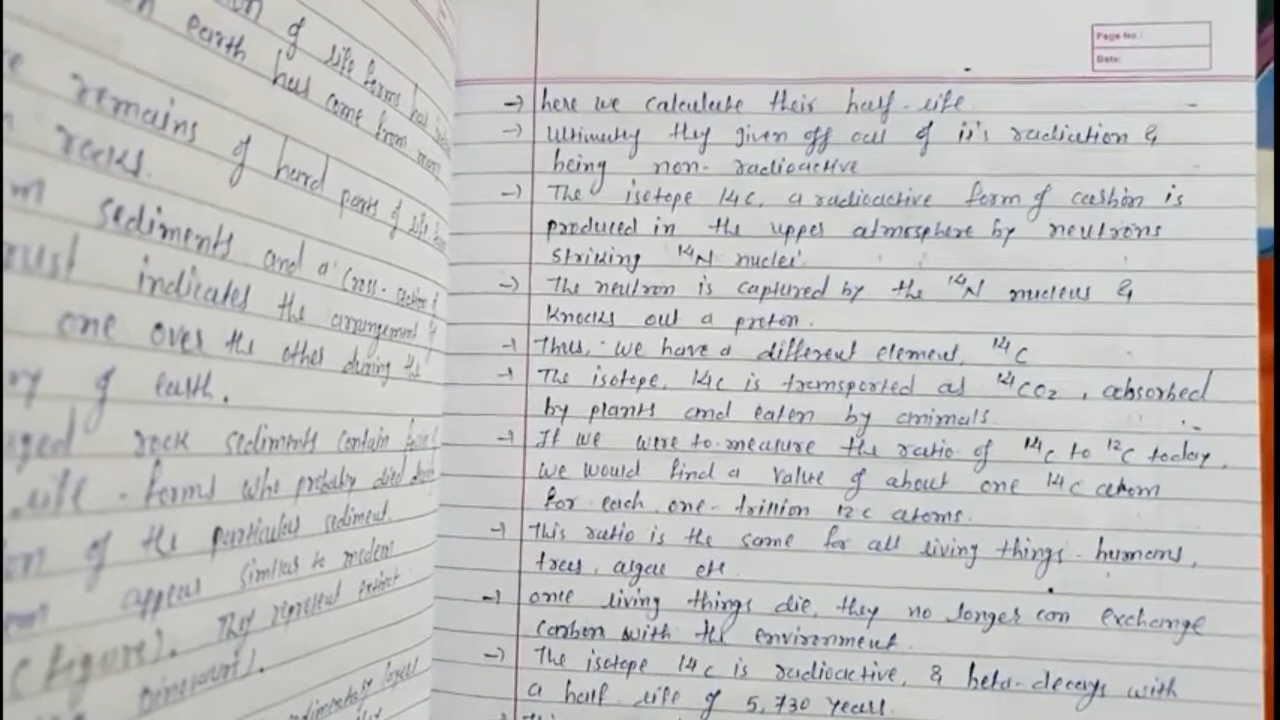 of life forms has
earth has come from
remains of hard parts of life
rocks.
sediments and a cross-section of
indicates the arrangement of
one over the other during the
of earth.
rock sediments contain
life-forms who probably died
of the particular sediment.
appear similar to modern
(figure). They represent extinct
Dinosaurs).
Page No.:
Date:
→ here we calculate their half-life
→ Ultimately they given off all of it's radiation &
being non-radioactive
→ The isotope 14C, a radioactive form of carbon is
produced in the upper atmosphere by neutrons
striking ¹⁴N nuclei.
→ The neutron is captured by the ¹⁴N nucleus &
knocks out a proton.
→ Thus, we have a different element, ¹⁴C
→ The isotope, 14C is transported as ¹⁴CO2, absorbed
by plants and eaten by animals.
→ If we were to measure the ratio of ¹⁴C to ¹²C today,
we would find a value of about one ¹⁴C atom
for each one-trillion 12C atoms.
→ This ratio is the same for all living things - humans,
trees, algae etc.
→ once living things die, they no longer can exchange
carbon with the environment.
→ The isotope 14C is radioactive, & beta-decays with
a half life of 5,730 years.